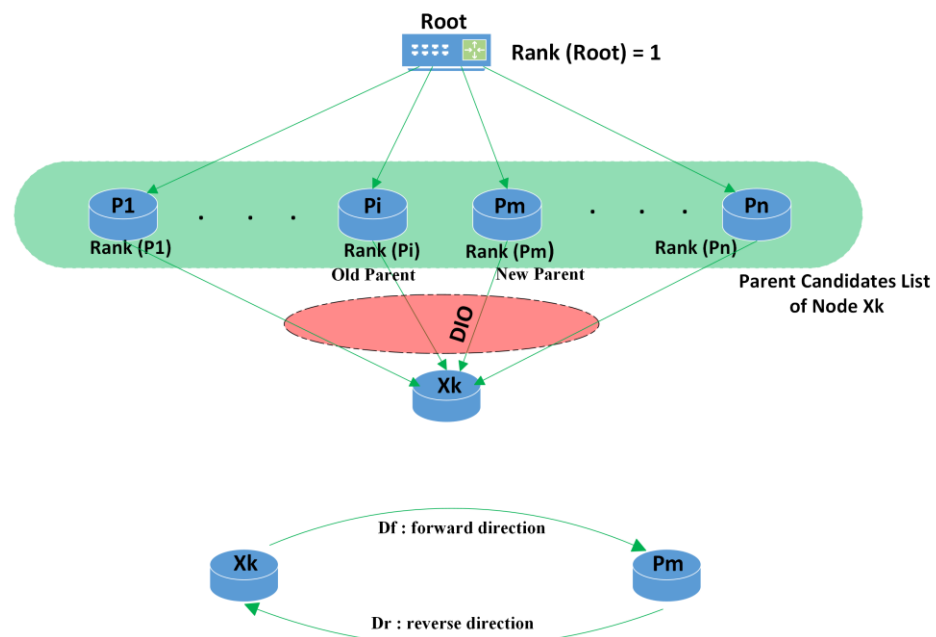 Root
Rank (Root) = 1
P1 . . . Pi Pm . . . Pn
Rank (P1) Rank (Pi) Rank (Pm) Rank (Pn)
Old Parent New Parent
Parent Candidates List
of Node Xk
DIO
Xk
Df : forward direction
Xk Pm
Dr : reverse direction